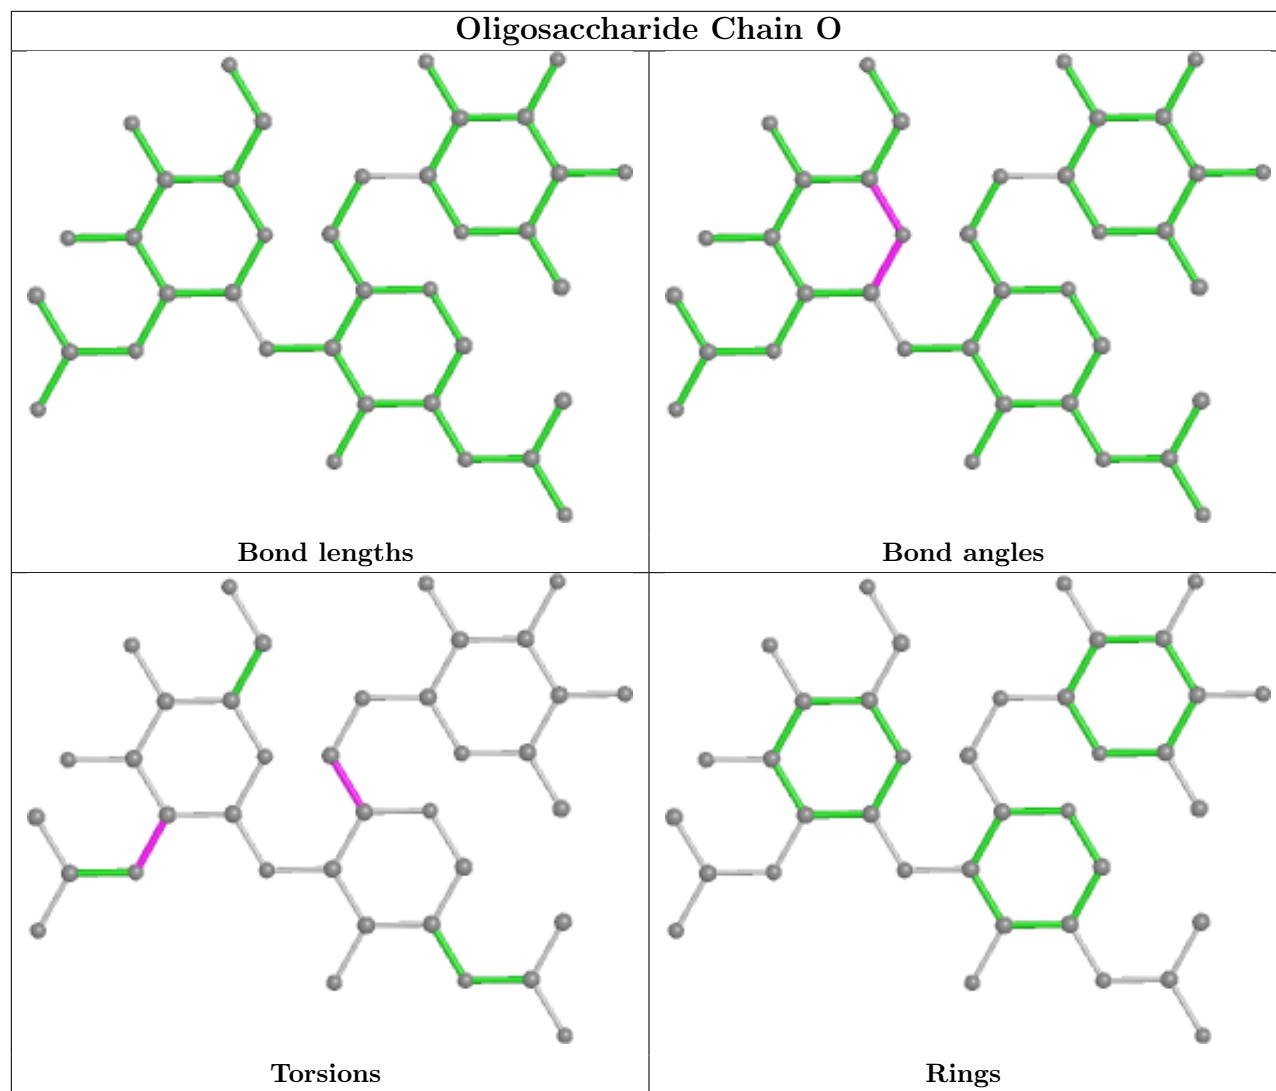 Oligosaccharide Chain O
Bond lengths
Bond angles
Torsions
Rings